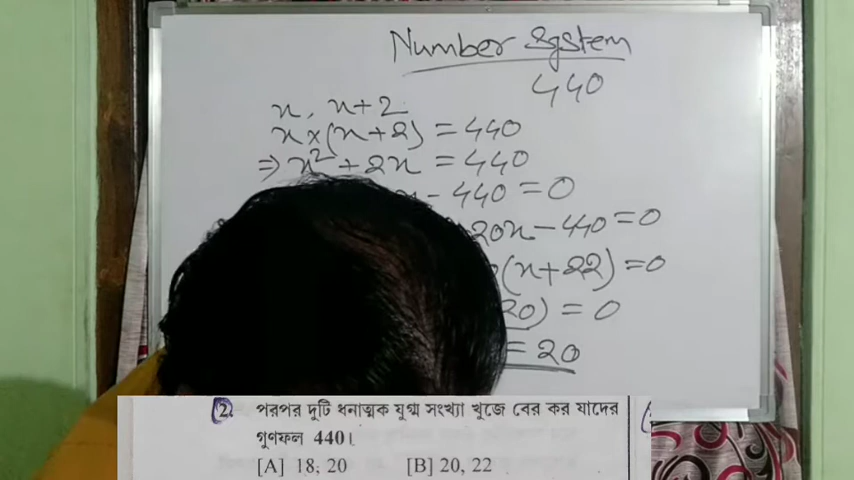 Number System
440
x, x+2
x×(x+2) = 440
⇒ x² + 2x = 440
- 440 = 0
20x - 440 = 0
(x+22) = 0
20) = 0
= 20
(2. পরপর দুটি ধনাত্মক যুগ্ম সংখ্যা খুজে বের কর যাদের
গুণফল 440।
[A] 18, 20 [B] 20, 22